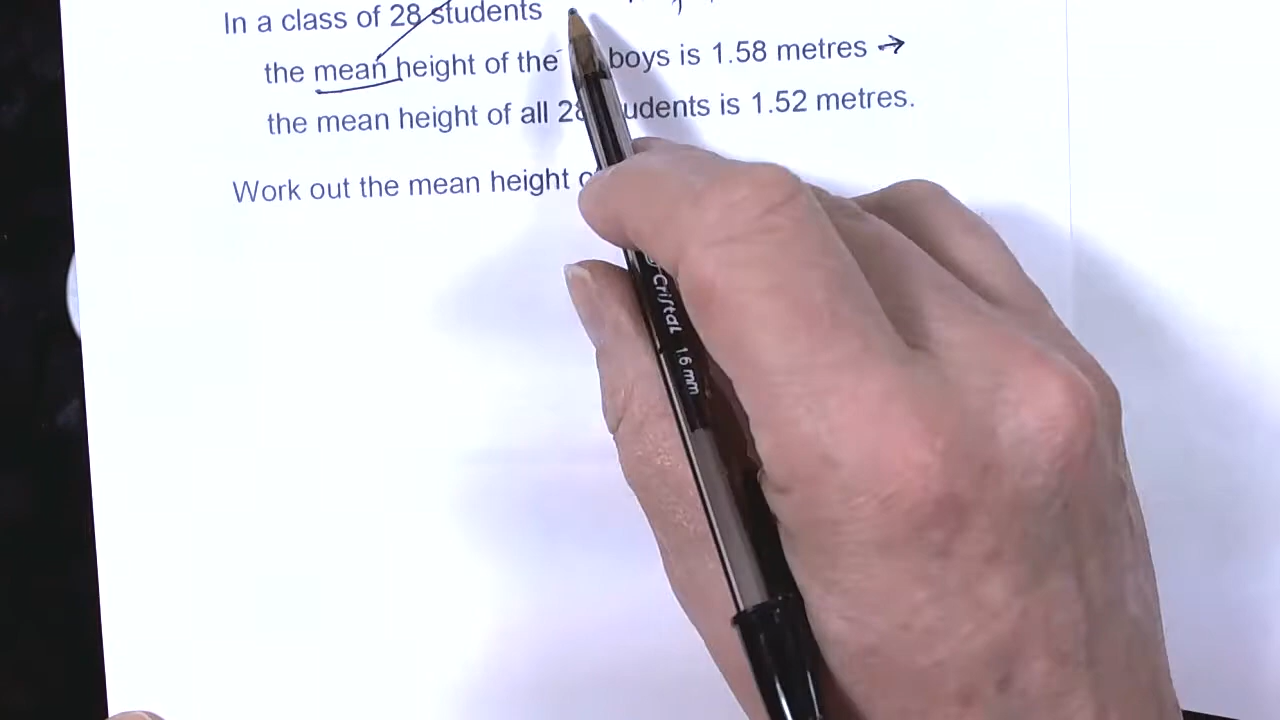 In a class of 28 students
the mean height of the boys is 1.58 metres →
the mean height of all 28 students is 1.52 metres.
Work out the mean height
Cristal 1.6 mm